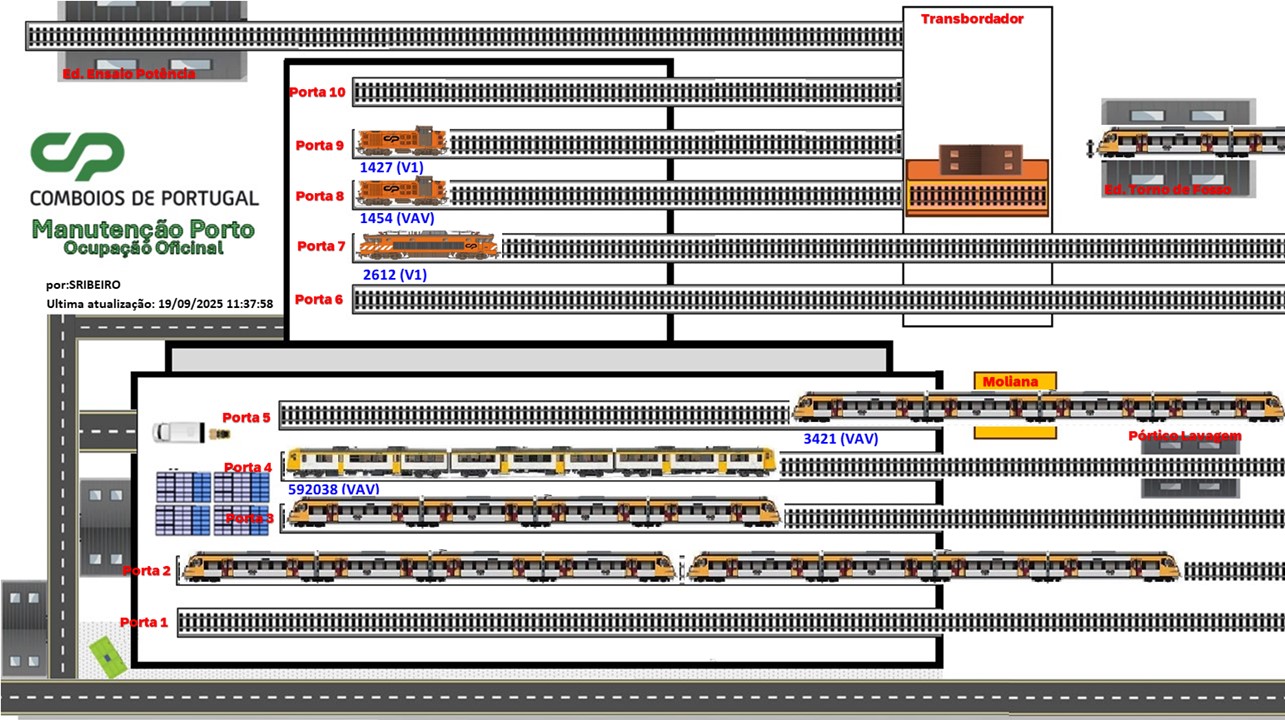 Transbordador
Ed. Ensaio Potência
Porta 10
CP
COMBOIOS DE PORTUGAL
Manutenção Porto
Ocupação Oficinal
Porta 9
1427 (V1)
Porta 8
1454 (VAV)
Ed. Torno de Fosso
Porta 7
2612 (V1)
por:SRIBEIRO
Ultima atualização: 19/09/2025 11:37:58
Porta 6
Moliana
Porta 5
3421 (VAV)
Pórtico Lavagem
Porta 4
592038 (VAV)
Porta 3
Porta 2
Porta 1